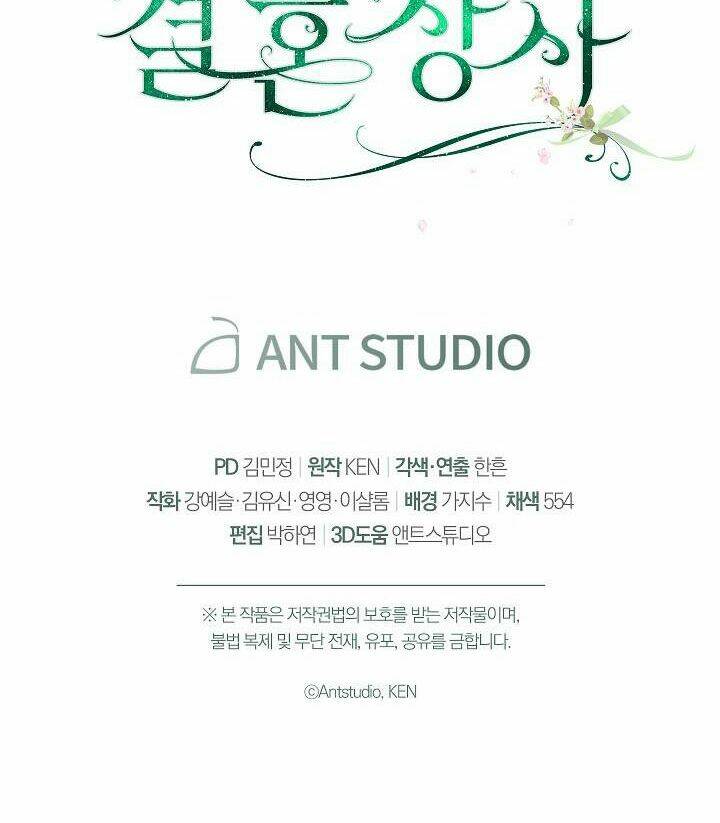 결혼 장사
ANT STUDIO
PD 김민정 | 원작 KEN | 각색·연출 한흔
작화 강예슬·김유신·영영·이샬롬 | 배경 가지수 | 채색 554
편집 박하연 | 3D도움 앤트스튜디오
※ 본 작품은 저작권법의 보호를 받는 저작물이며,
불법 복제 및 무단 전재, 유포, 공유를 금합니다.
ⓒAntstudio, KEN